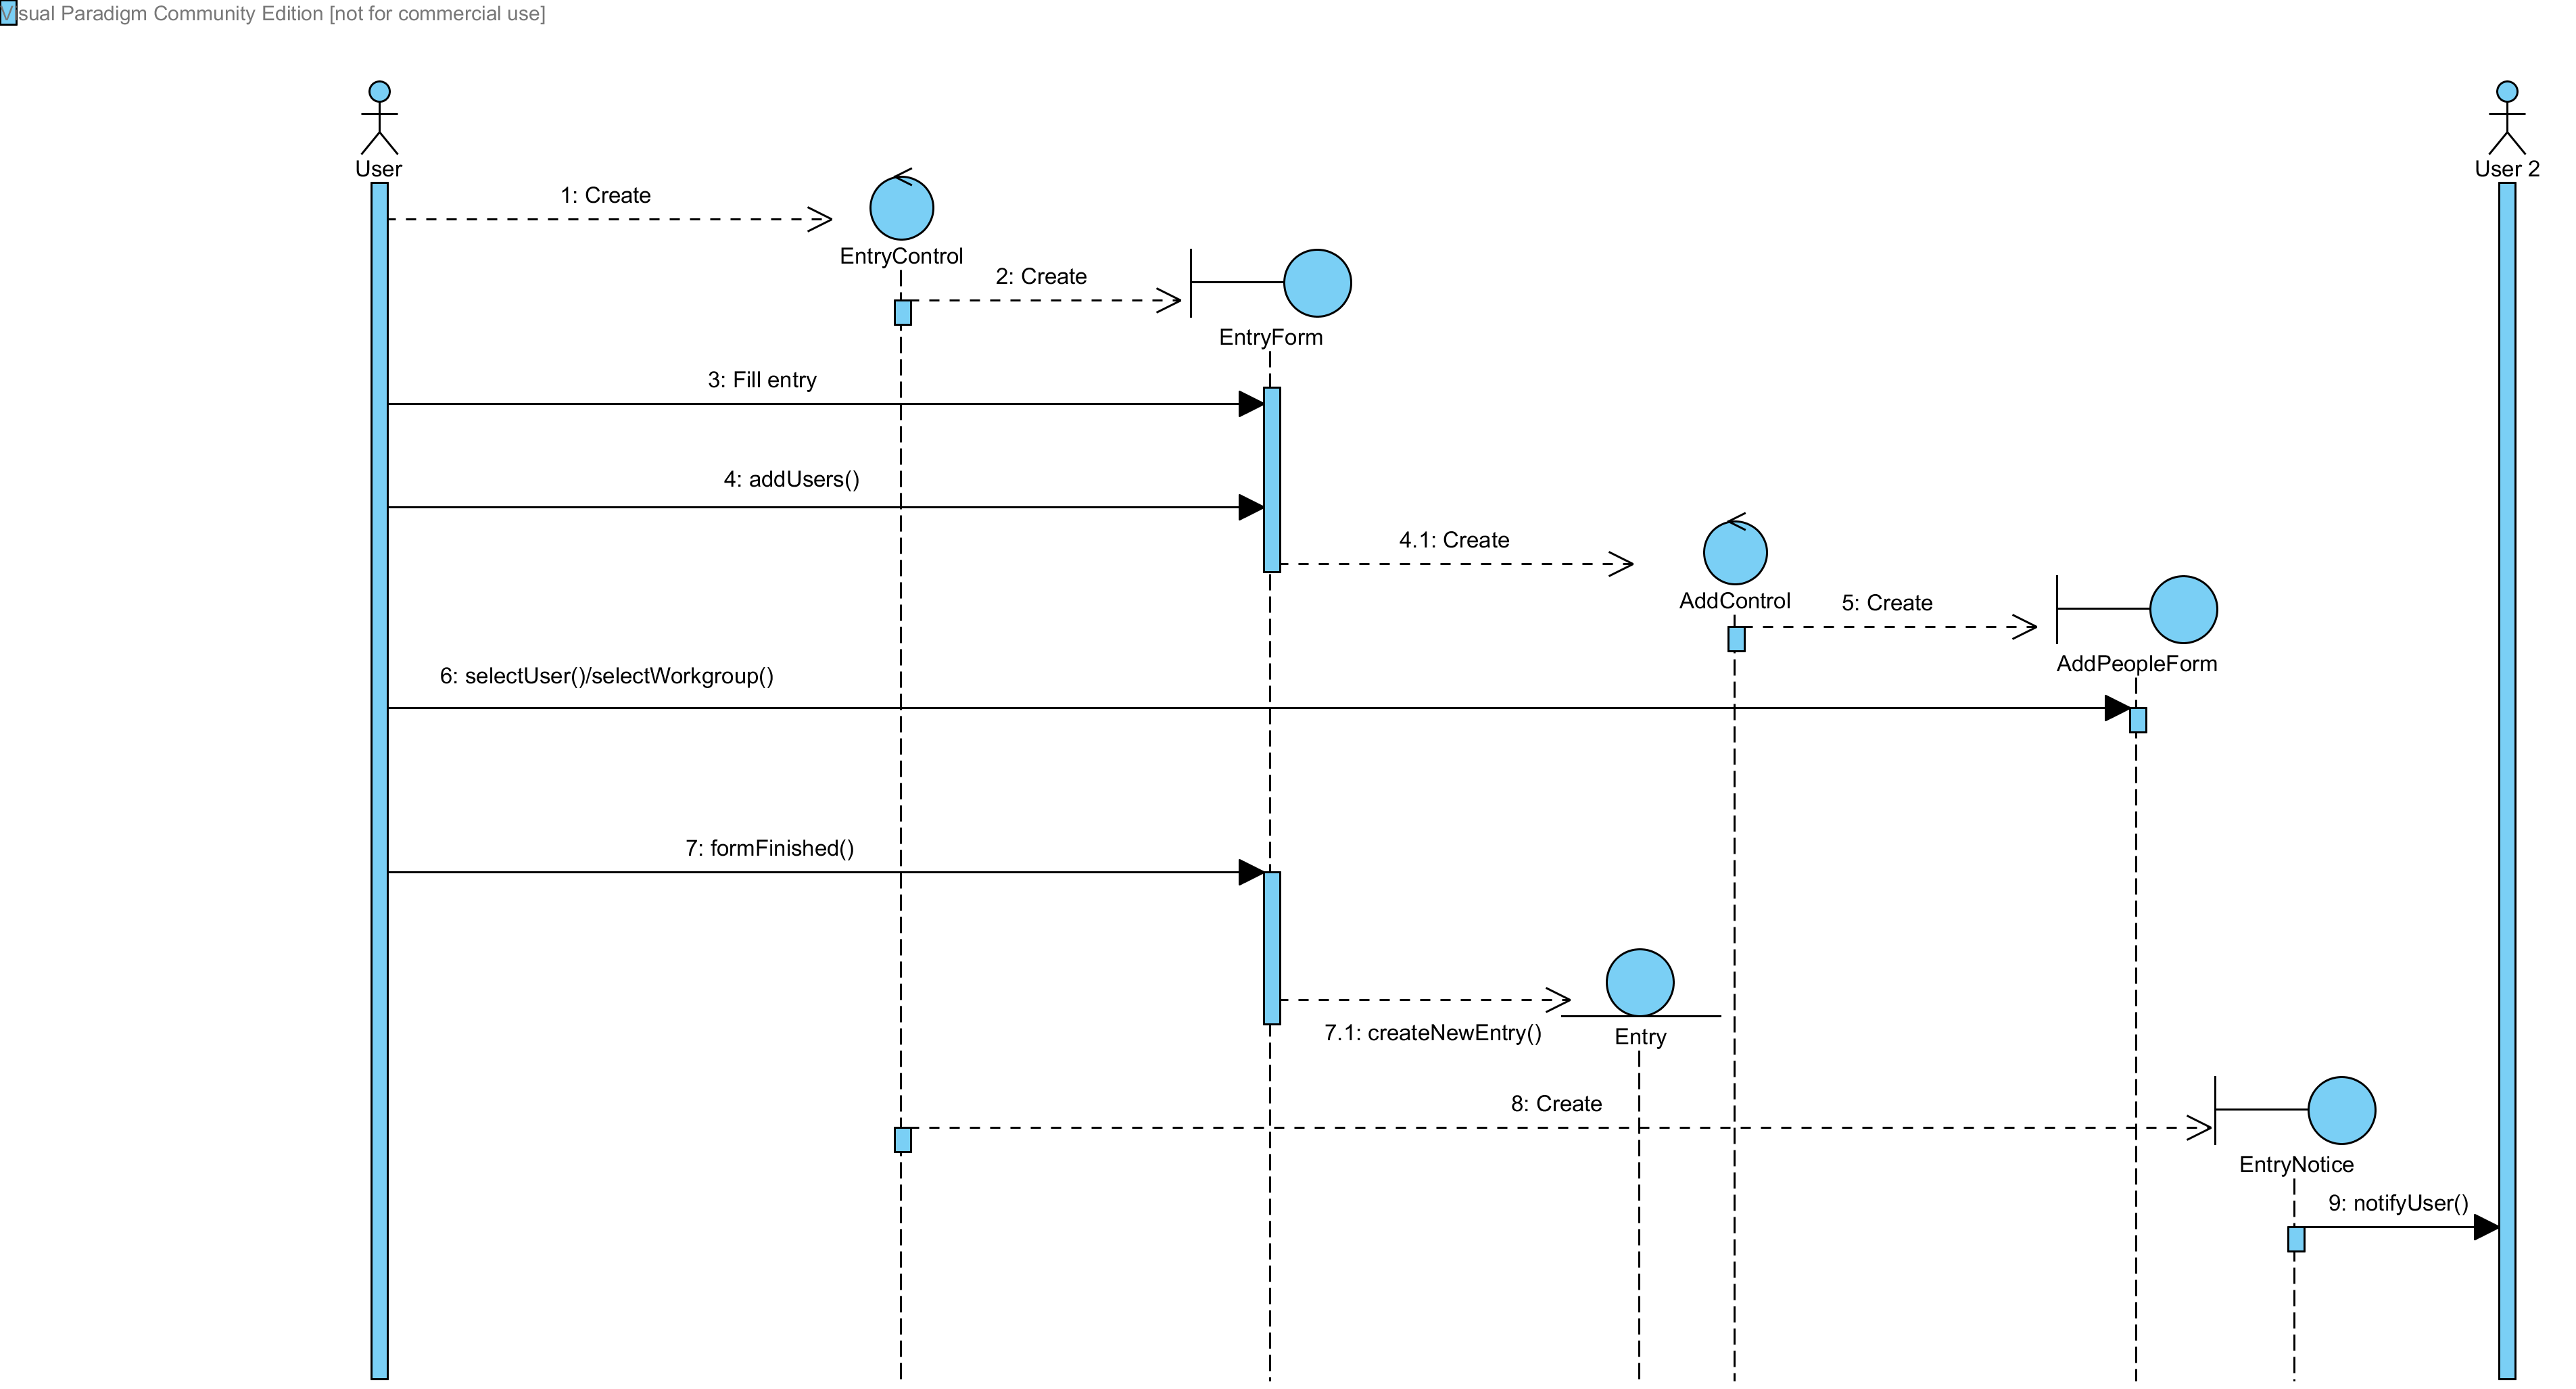 Visual Paradigm Community Edition [not for commercial use]
User
User 2
1: Create
EntryControl
2: Create
EntryForm
3: Fill entry
4: addUsers()
4.1: Create
AddControl
5: Create
AddPeopleForm
6: selectUser()/selectWorkgroup()
7: formFinished()
7.1: createNewEntry()
Entry
8: Create
EntryNotice
9: notifyUser()